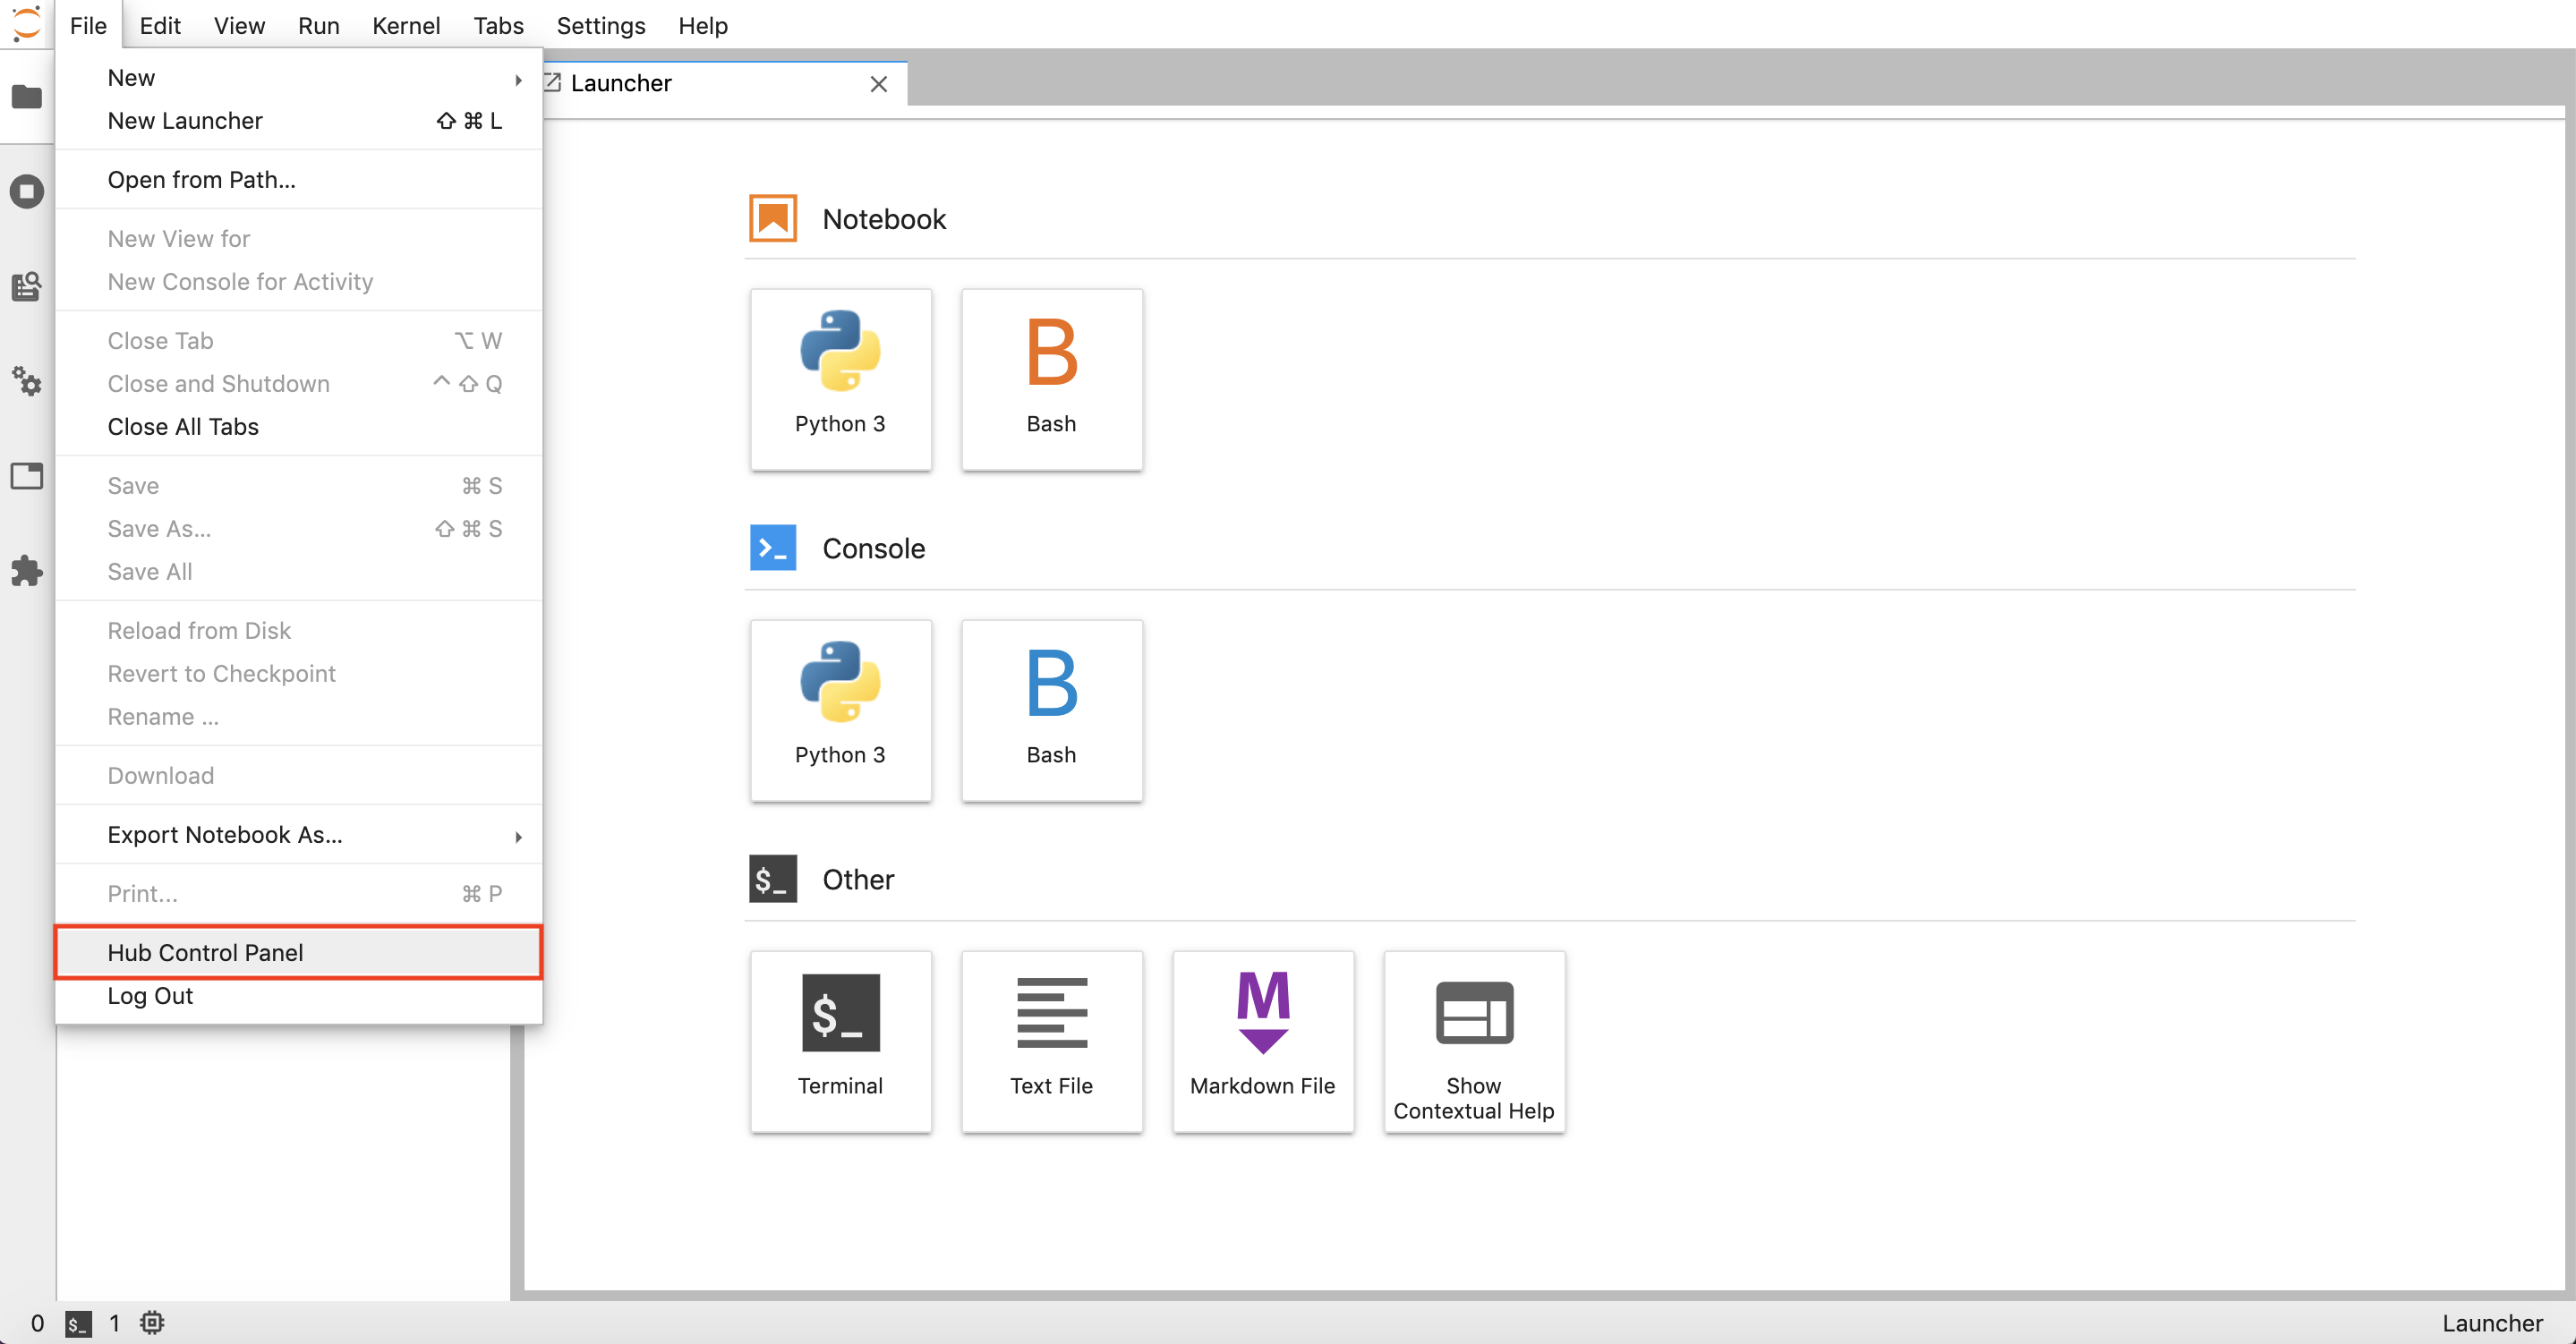 File Edit View Run Kernel Tabs Settings Help
New
New Launcher ⇧ ⌘ L
Open from Path...
New View for
New Console for Activity
Close Tab ⌥ W
Close and Shutdown ^ ⇧ Q
Close All Tabs
Save ⌘ S
Save As... ⇧ ⌘ S
Save All
Reload from Disk
Revert to Checkpoint
Rename ...
Download
Export Notebook As...
Print... ⌘ P
Hub Control Panel
Log Out
Launcher
Notebook
Python 3
B
Bash
>_ Console
Python 3
B
Bash
$_ Other
$_
Terminal
Text File
M
Markdown File
Show
Contextual Help
0 $_ 1
Launcher